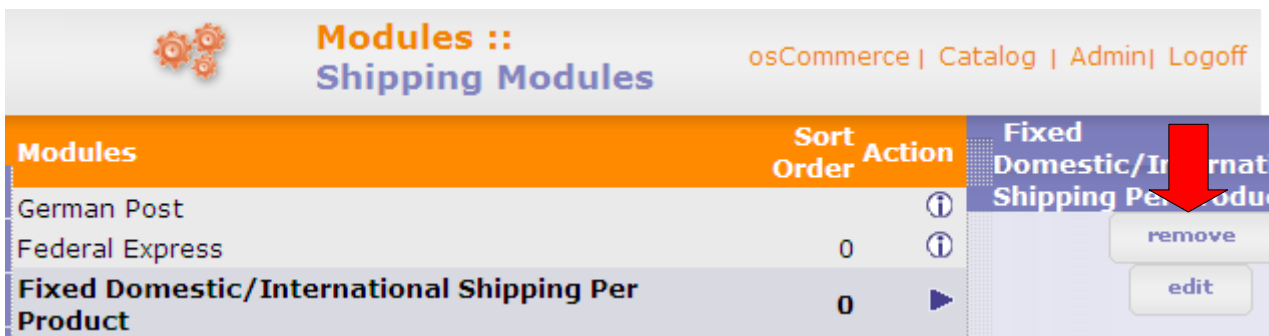 Modules ::
Shipping Modules
osCommerce | Catalog | Admin| Logoff
Modules
Sort
Order
Action
German Post
Federal Express 0
Fixed Domestic/International Shipping Per
Product
0
Fixed
Shipping
remove
edit